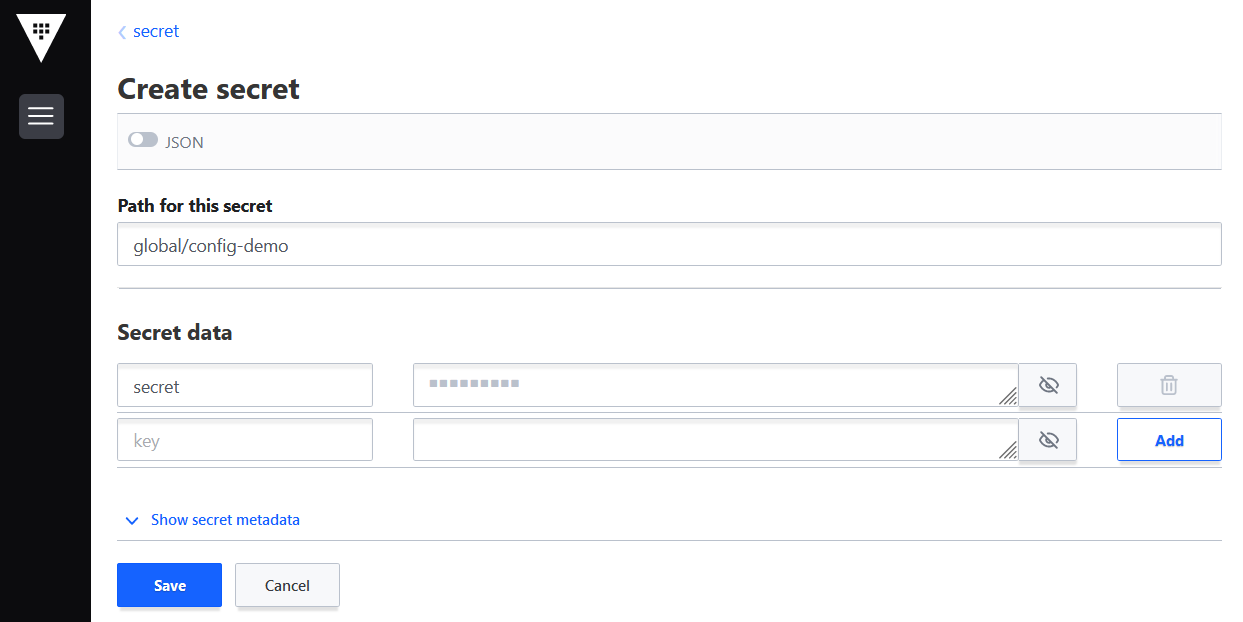 secret
Create secret
JSON
Path for this secret
global/config-demo
Secret data
secret
key
Add
Show secret metadata
Save Cancel